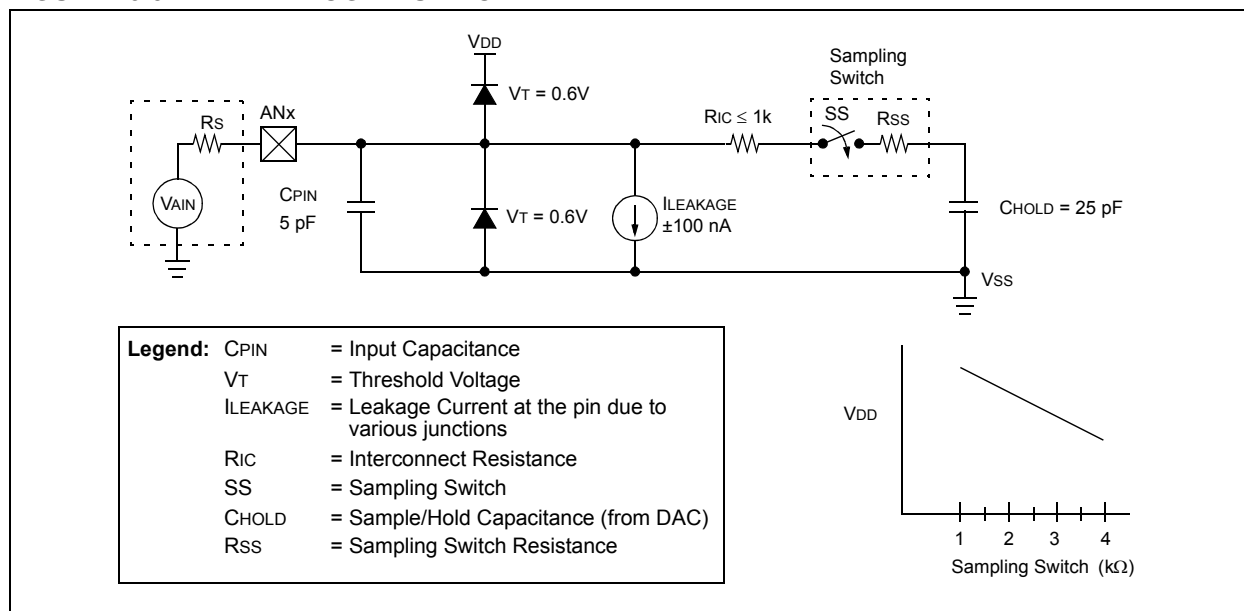 VDD
Sampling
Switch
VT = 0.6V
ANx
RS
RIC ≤ 1k
SS
RSS
VAIN
CPIN
5 pF
VT = 0.6V
ILEAKAGE
±100 nA
CHOLD = 25 pF
VSS
Legend: CPIN = Input Capacitance
VT = Threshold Voltage
ILEAKAGE = Leakage Current at the pin due to
various junctions
RIC = Interconnect Resistance
SS = Sampling Switch
CHOLD = Sample/Hold Capacitance (from DAC)
RSS = Sampling Switch Resistance
VDD
1 2 3 4
Sampling Switch (kΩ)